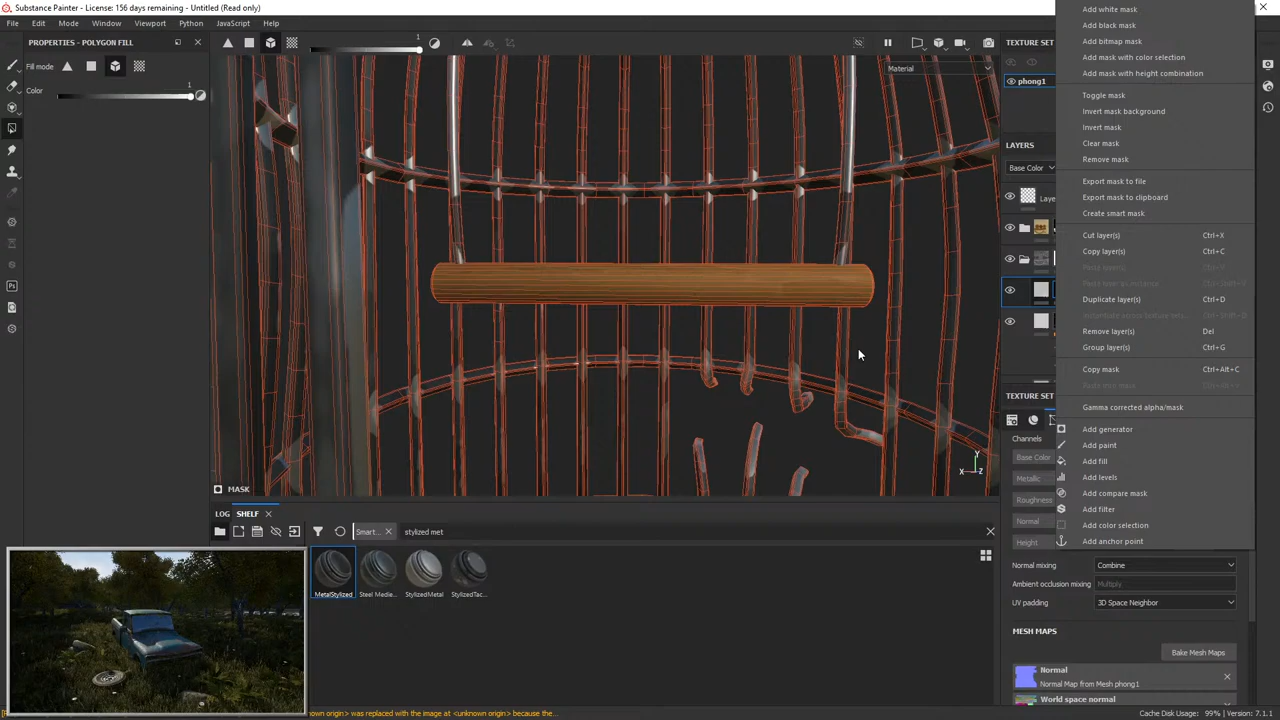 Substance Painter - License: 156 days remaining - Untitled (Read only)
File Edit Mode Window Viewport Python JavaScript Help
PROPERTIES - POLYGON FILL
Fill mode
Color
1
1
Material
TEXTURE SET
phong1
LAYERS
Base Color
Laye
Add white mask
Add black mask
Add bitmap mask
Add mask with color selection
Add mask with height combination
Toggle mask
Invert mask background
Invert mask
Clear mask
Remove mask
Export mask to file
Export mask to clipboard
Create smart mask
Cut layer(s) Ctrl+X
Copy layer(s) Ctrl+C
Duplicate layer(s) Ctrl+D
Remove layer(s) Del
Group layer(s) Ctrl+G
Copy mask Ctrl+Alt+C
Gamma corrected alpha/mask
Add generator
Add paint
Add fill
Add levels
Add compare mask
Add filter
Add color selection
Add anchor point
TEXTURE SET
Channels
Base Color
Metallic
Roughness
Normal
Height
Normal mixing Combine
Ambient occlusion mixing Multiply
UV padding 3D Space Neighbor
MESH MAPS
Bake Mesh Maps
Normal
Normal Map from Mesh phong1
World space normal
Y
X Z
MASK
LOG SHELF
Smart... stylized met
MetalStylized Steel Medie... StylizedMetal StylizedTac...
Ps
known origin> was replaced with the image at <unknown origin> because the...
Cache Disk Usage: 99% | Version: 7.1.1